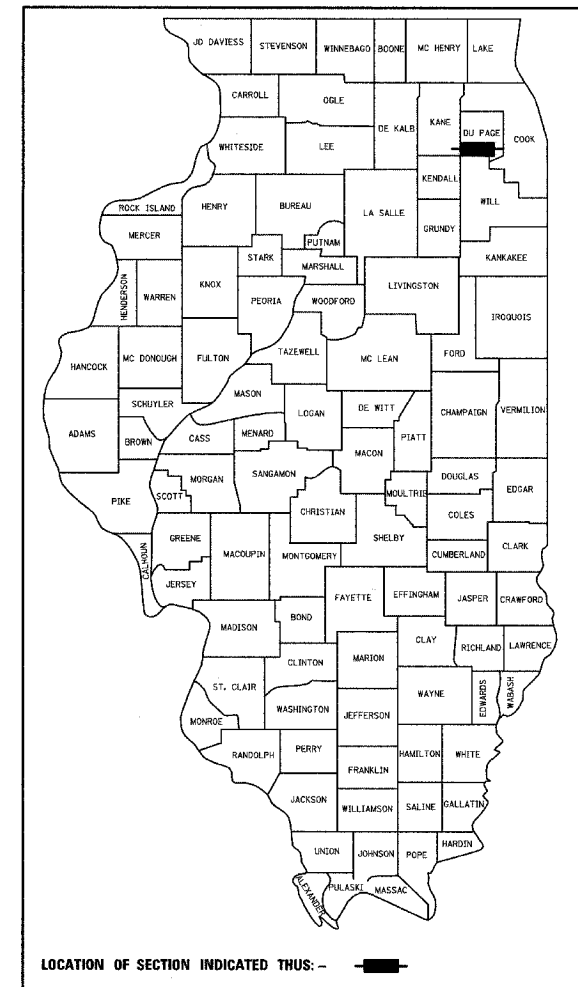 JD DAVIESS STEVENSON WINNEBAGO BOONE MC HENRY LAKE
CARROLL OGLE DE KALB KANE DU PAGE COOK
WHITESIDE LEE
KENDALL WILL
ROCK ISLAND HENRY BUREAU LA SALLE GRUNDY
MERCER PUTNAM
STARK MARSHALL KANKAKEE
HENDERSON WARREN KNOX PEORIA WOODFORD LIVINGSTON IROQUOIS
HANCOCK MC DONOUGH FULTON TAZEWELL MC LEAN FORD
MASON
SCHUYLER LOGAN DE WITT CHAMPAIGN VERMILION
ADAMS BROWN CASS MENARD MACON PIATT
PIKE SCOTT MORGAN SANGAMON MOULTRIE DOUGLAS EDGAR
CHRISTIAN COLES
CALHOUN GREENE MACOUPIN MONTGOMERY SHELBY CUMBERLAND CLARK
JERSEY
FAYETTE EFFINGHAM JASPER CRAWFORD
MADISON BOND
CLAY RICHLAND LAWRENCE
CLINTON MARION
ST. CLAIR WAYNE EDWARDS WABASH
WASHINGTON JEFFERSON
MONROE
RANDOLPH PERRY HAMILTON WHITE
FRANKLIN
JACKSON WILLIAMSON SALINE GALLATIN
UNION JOHNSON POPE HARDIN
ALEXANDER PULASKI MASSAC
LOCATION OF SECTION INDICATED THUS: -